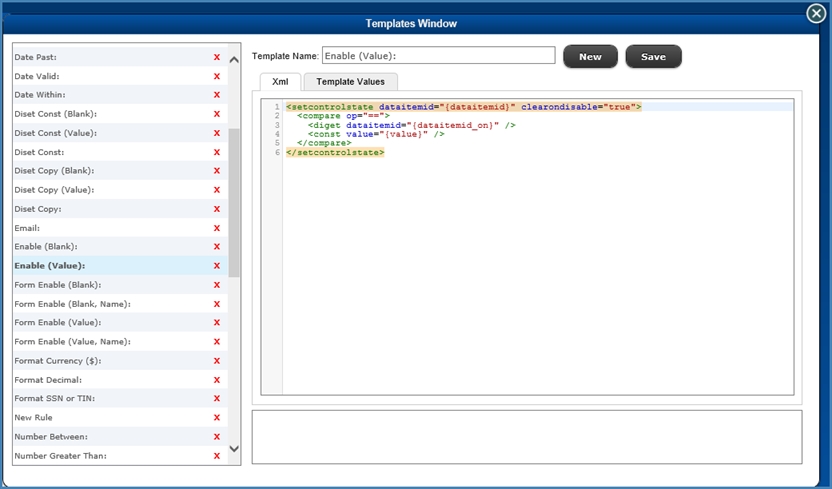 Templates Window
Date Past: X
Date Valid: X
Date Within: X
Diset Const (Blank): X
Diset Const (Value): X
Diset Const: X
Diset Copy (Blank): X
Diset Copy (Value): X
Diset Copy: X
Email: X
Enable (Blank): X
Enable (Value): X
Form Enable (Blank): X
Form Enable (Blank, Name): X
Form Enable (Value): X
Form Enable (Value, Name): X
Format Currency ($): X
Format Decimal: X
Format SSN or TIN: X
New Rule X
Number Between: X
Number Greater Than: X
Template Name: Enable (Value): New Save
Xml Template Values
1 <setcontrolstate dataitemid="{dataitemid}" clearondisable="true">
2 <compare op="==">
3 <diget dataitemid="{dataitemid_on}" />
4 <const value="{value}" />
5 </compare>
6 </setcontrolstate>